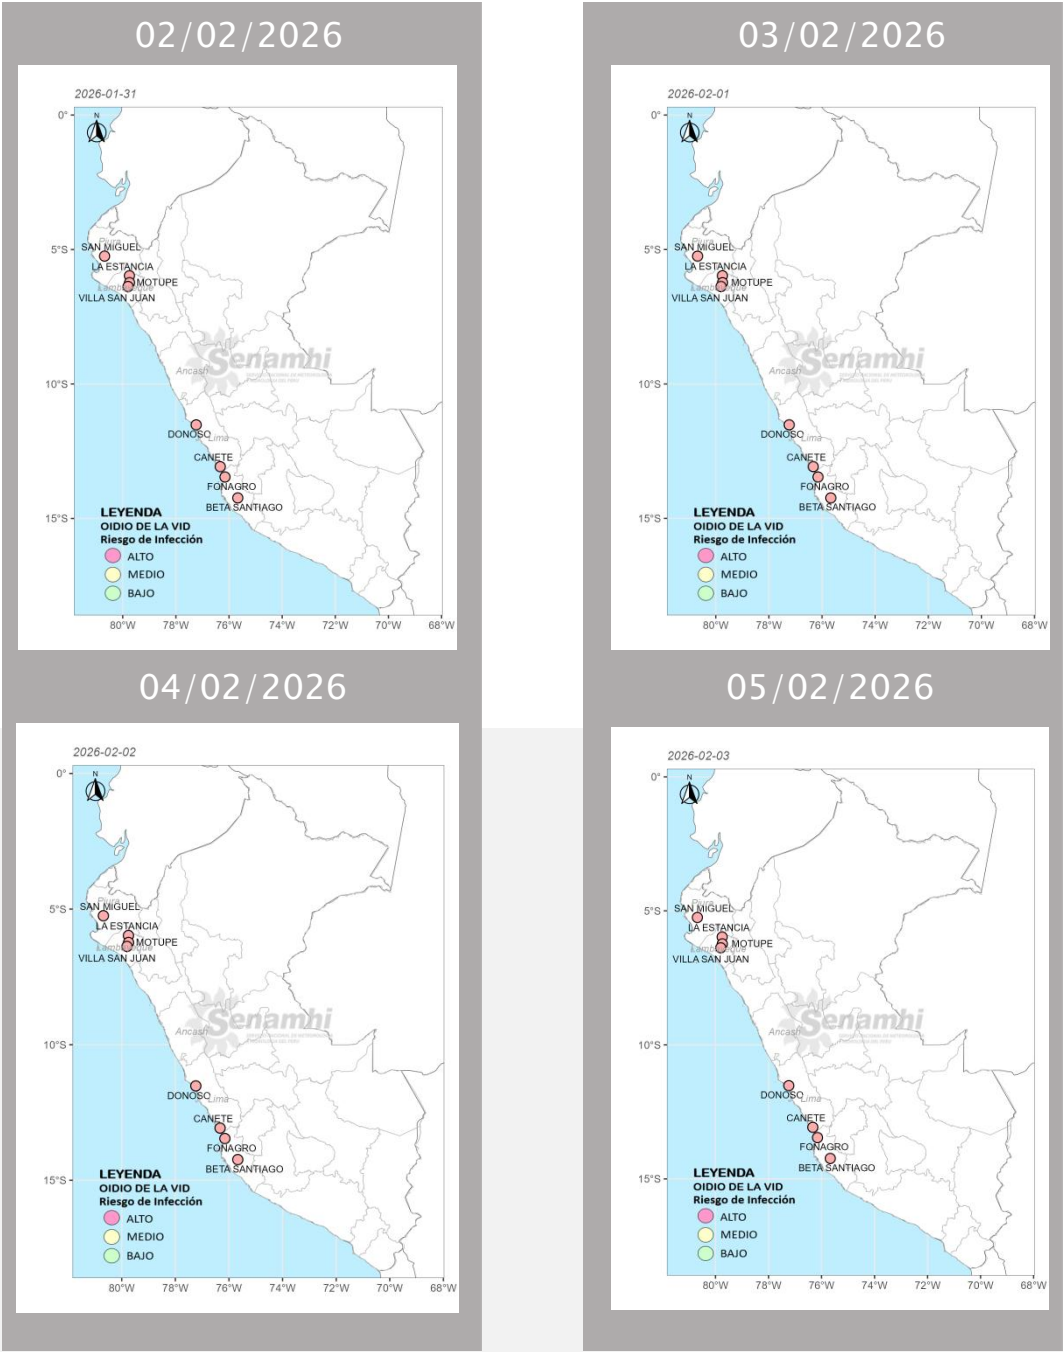 02/02/2026
2026-01-31
N
0°
5°S
10°S
15°S
Piura
SAN MIGUEL
LA ESTANCIA
MOTUPE
Lambayeque
VILLA SAN JUAN
Senamhi
Ancash
DONOSO
Lima
CANETE
FONAGRO
BETA SANTIAGO
LEYENDA
OIDIO DE LA VID
Riesgo de Infección
ALTO
MEDIO
BAJO
80°W 78°W 76°W 74°W 72°W 70°W 68°W
03/02/2026
2026-02-01
N
0°
5°S
10°S
15°S
Piura
SAN MIGUEL
LA ESTANCIA
MOTUPE
Lambayeque
VILLA SAN JUAN
Senamhi
Ancash
DONOSO
Lima
CANETE
FONAGRO
BETA SANTIAGO
LEYENDA
OIDIO DE LA VID
Riesgo de Infección
ALTO
MEDIO
BAJO
80°W 78°W 76°W 74°W 72°W 70°W 68°W
04/02/2026
2026-02-02
N
0°
5°S
10°S
15°S
Piura
SAN MIGUEL
LA ESTANCIA
MOTUPE
Lambayeque
VILLA SAN JUAN
Senamhi
Ancash
DONOSO
Lima
CANETE
FONAGRO
BETA SANTIAGO
LEYENDA
OIDIO DE LA VID
Riesgo de Infección
ALTO
MEDIO
BAJO
80°W 78°W 76°W 74°W 72°W 70°W 68°W
05/02/2026
2026-02-03
N
0°
5°S
10°S
15°S
Piura
SAN MIGUEL
LA ESTANCIA
MOTUPE
Lambayeque
VILLA SAN JUAN
Senamhi
Ancash
DONOSO
Lima
CANETE
FONAGRO
BETA SANTIAGO
LEYENDA
OIDIO DE LA VID
Riesgo de Infección
ALTO
MEDIO
BAJO
80°W 78°W 76°W 74°W 72°W 70°W 68°W